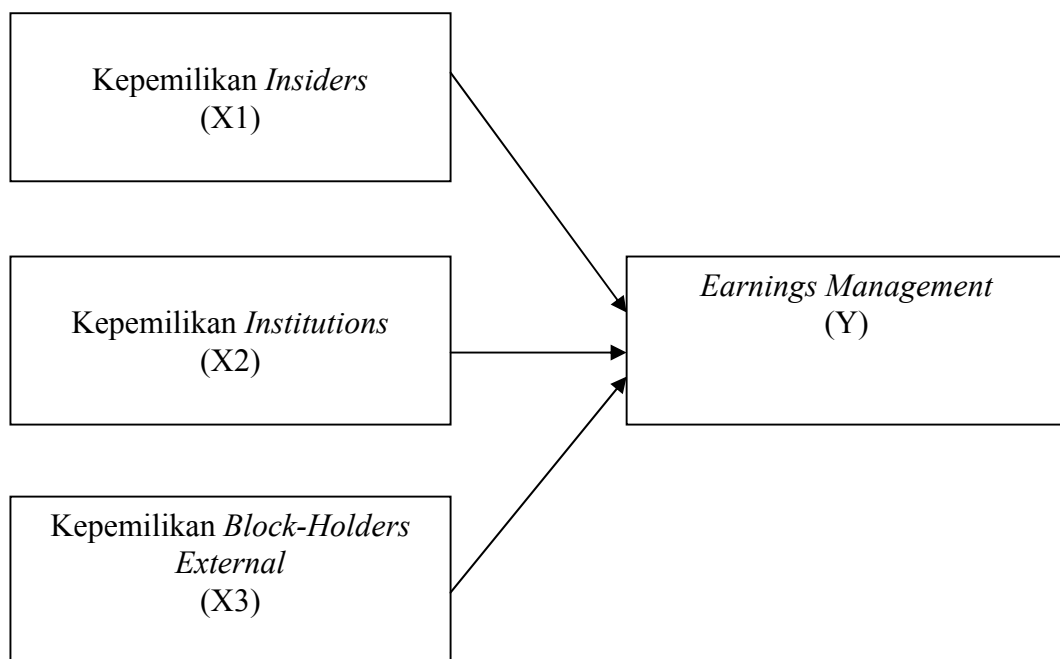 Kepemilikan Insiders
(X1)
Kepemilikan Institutions
(X2)
Earnings Management
(Y)
Kepemilikan Block-Holders
External
(X3)